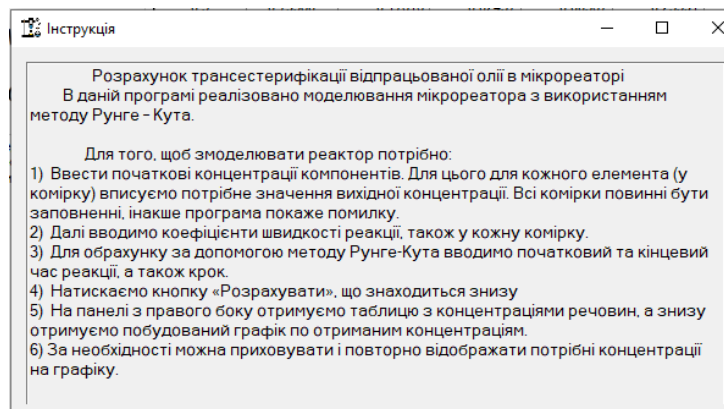 Інструкція
Розрахунок трансестерифікації відпрацьованої олії в мікрореаторі
В даній програмі реалізовано моделювання мікрореатора з використанням
методу Рунге – Кута.
Для того, щоб змоделювати реактор потрібно:
1) Ввести початкові концентрації компонентів. Для цього для кожного елемента (у
комірку) вписуємо потрібне значення вихідної концентрації. Всі комірки повинні бути
заповненні, інакше програма покаже помилку.
2) Далі вводимо коефіцієнти швидкості реакції, також у кожну комірку.
3) Для обрахунку за допомогою методу Рунге-Кута вводимо початковий та кінцевий
час реакції, а також крок.
4) Натискаємо кнопку «Розрахувати», що знаходиться знизу
5) На панелі з правого боку отримуємо таблицю з концентраціями речовин, а знизу
отримуємо побудований графік по отриманим концентраціям.
6) За необхідності можна приховувати і повторно відображати потрібні концентрації
на графіку.